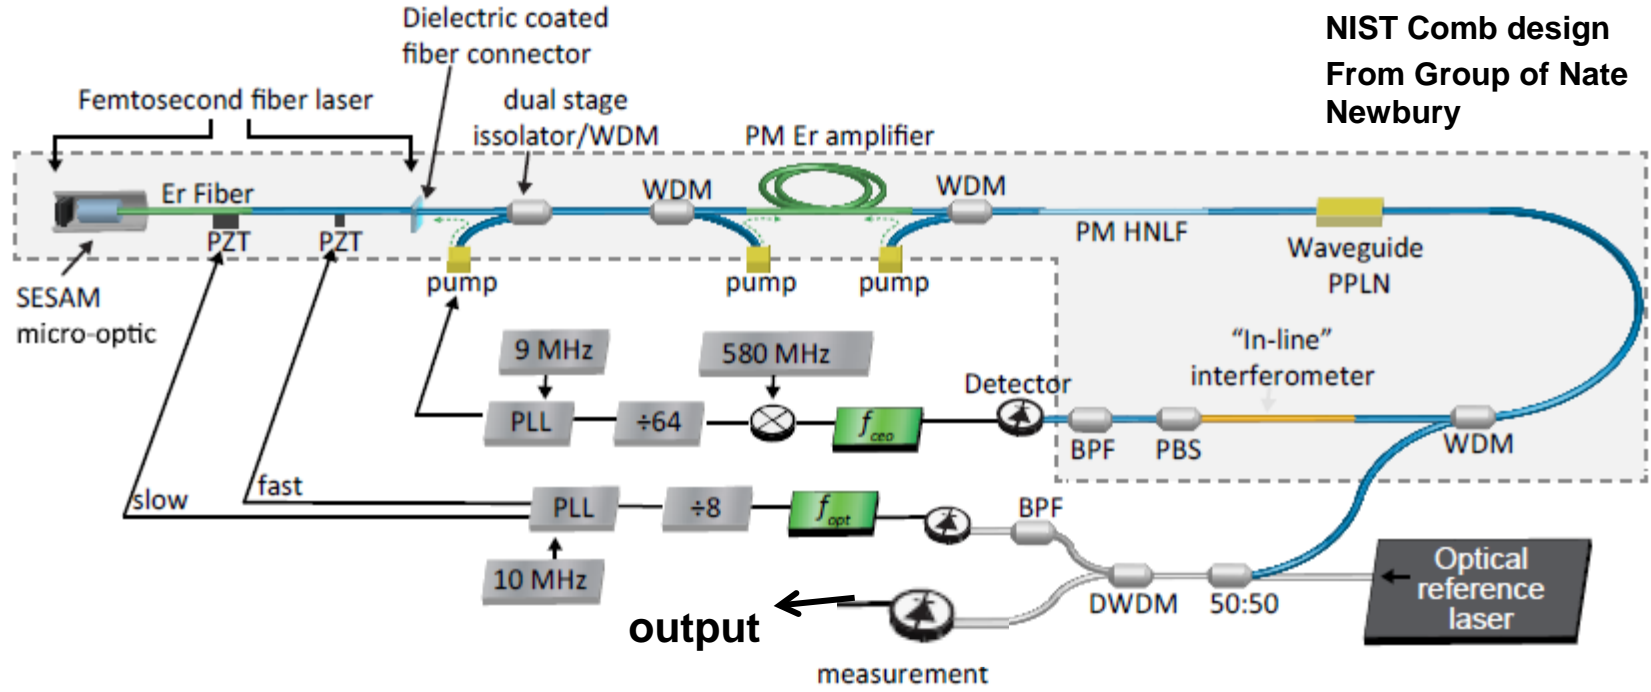 Dielectric coated
fiber connector
NIST Comb design
From Group of Nate
Newbury
Femtosecond fiber laser
dual stage
issolator/WDM
PM Er amplifier
Er Fiber
WDM
WDM
PZT
PZT
PM HNLF
Waveguide
PPLN
pump
pump
pump
SESAM
micro-optic
9 MHz
580 MHz
"In-line"
interferometer
Detector
PLL
÷64
f_ceo
BPF
PBS
WDM
slow
fast
PLL
÷8
f_opt
BPF
10 MHz
DWDM
50:50
Optical
reference
laser
output
measurement